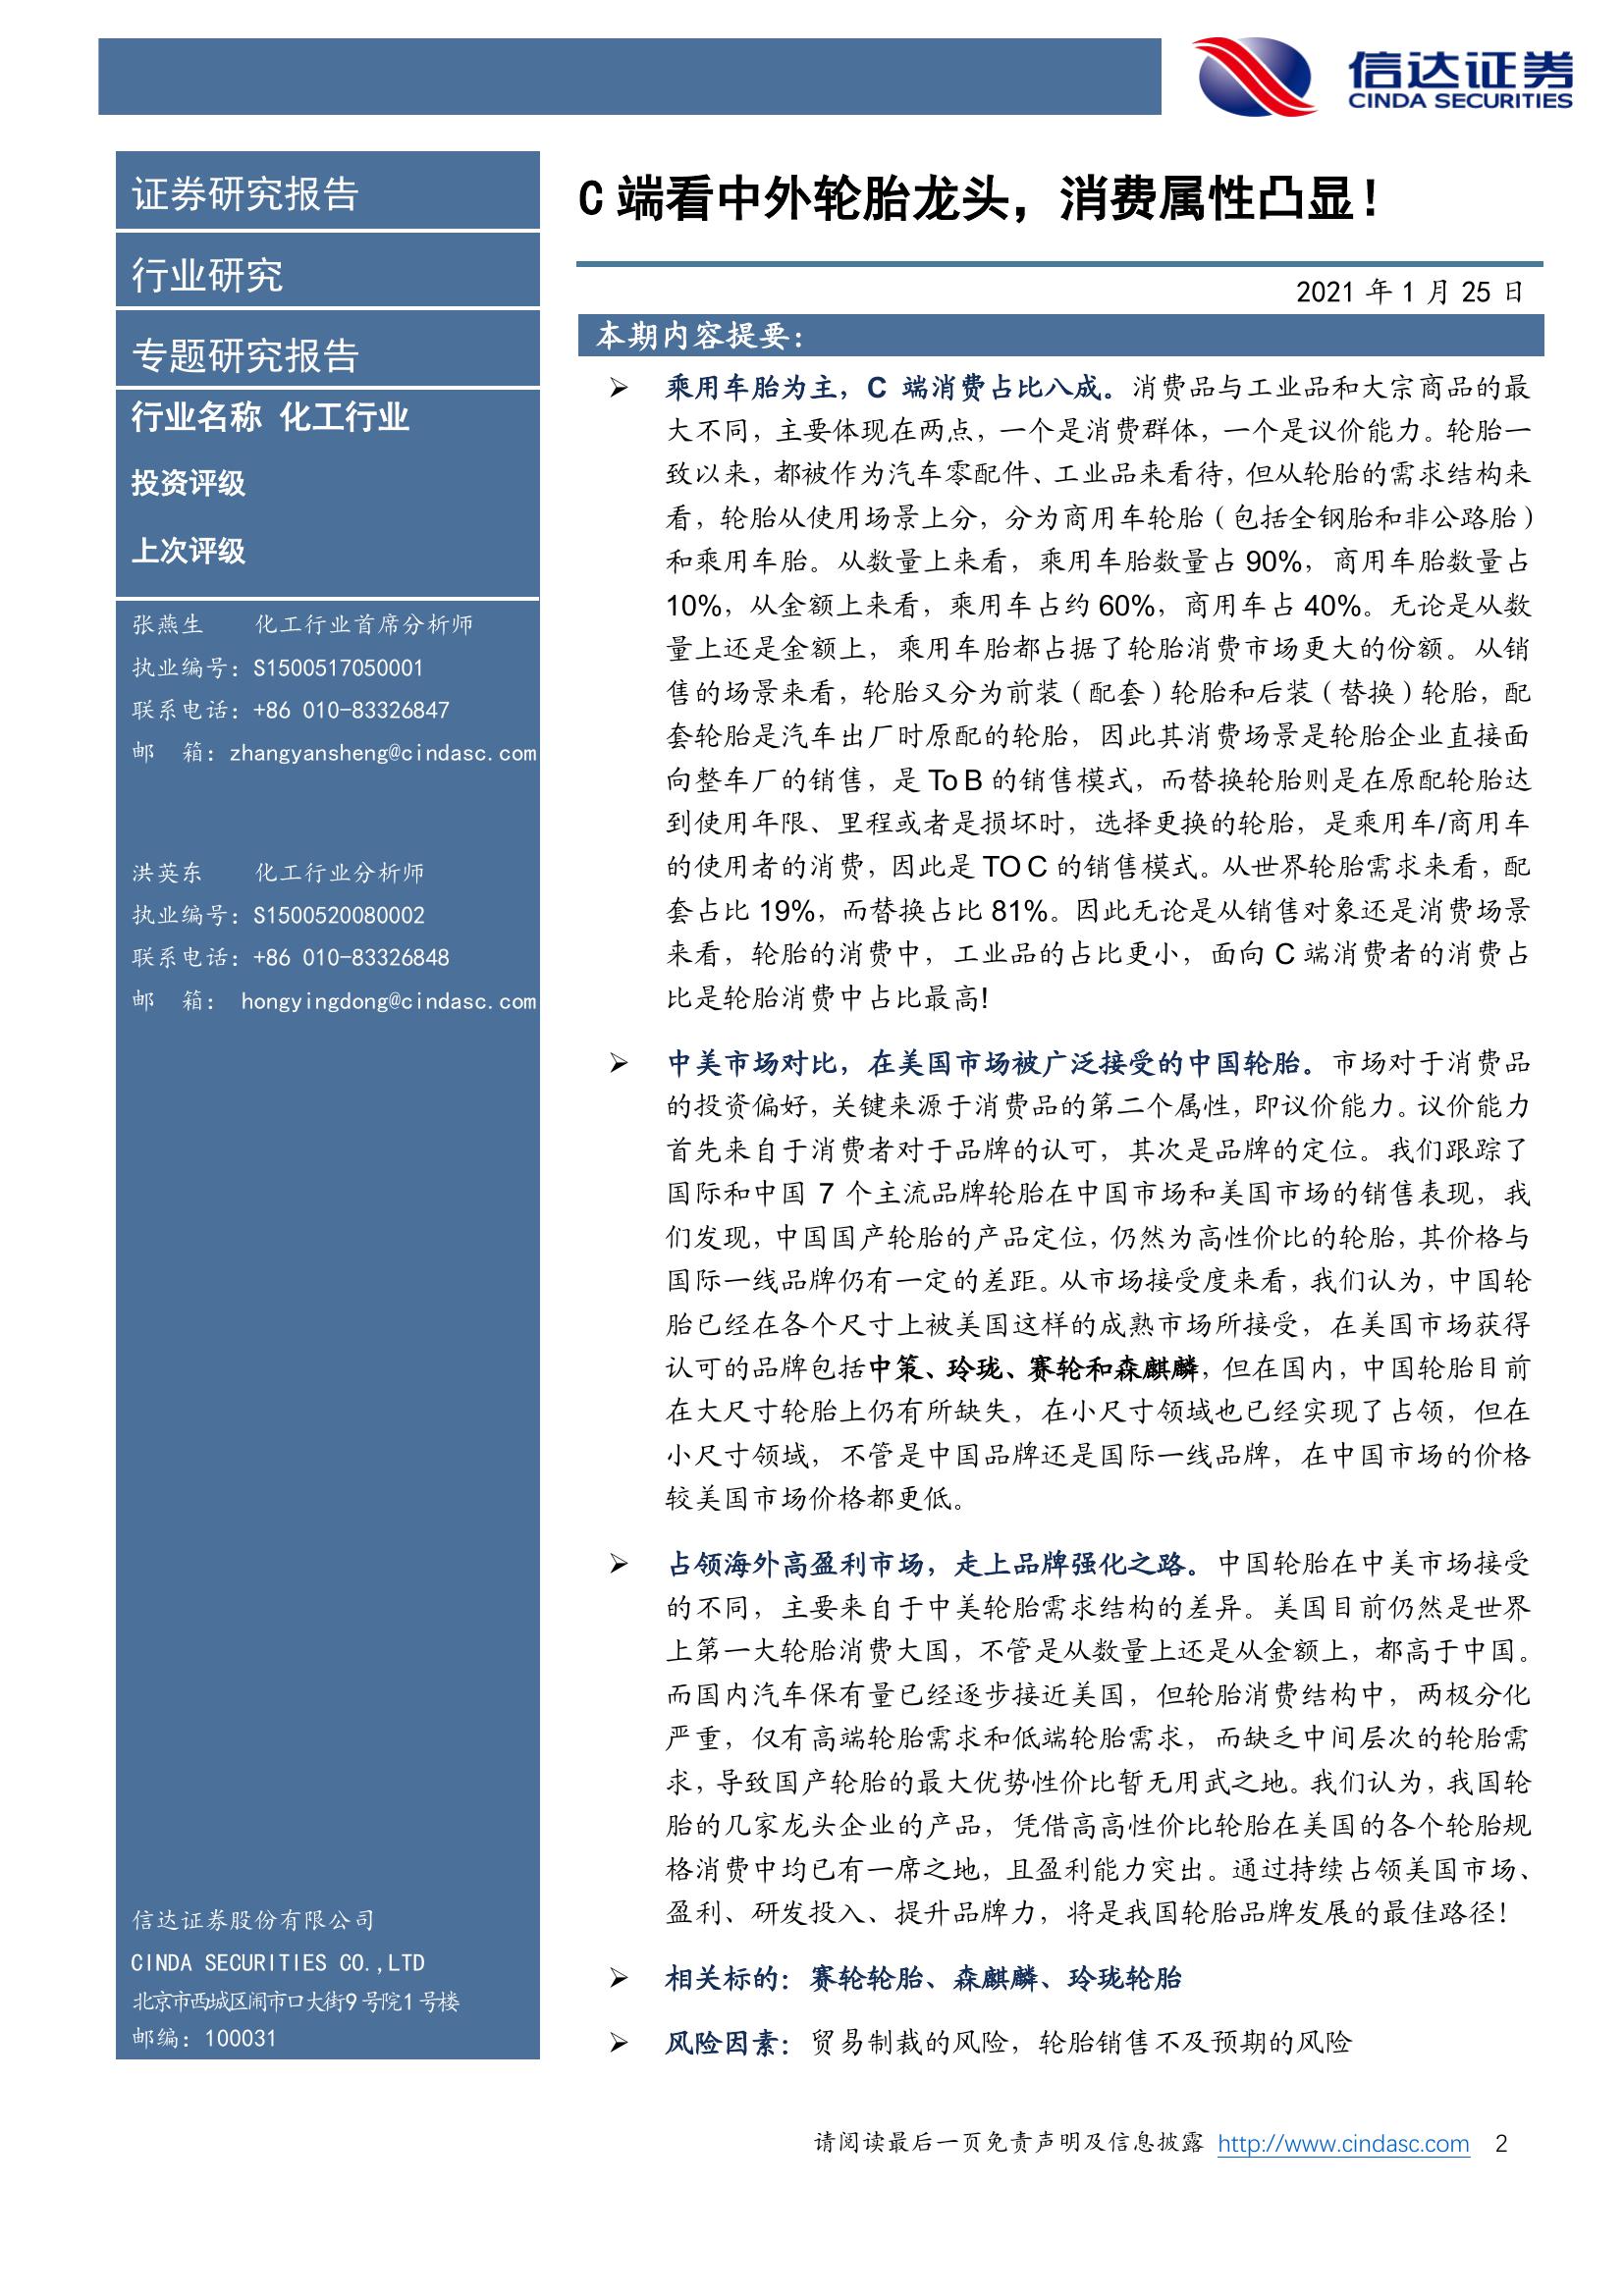 信达证券
CINDA SECURITIES
证券研究报告
行业研究
专题研究报告
行业名称 化工行业
投资评级
上次评级
张燕生 化工行业首席分析师
执业编号：S1500517050001
联系电话：+86 010-83326847
邮 箱：zhangyansheng@cindasc.com
洪英东 化工行业分析师
执业编号：S1500520080002
联系电话：+86 010-83326848
邮 箱： hongyingdong@cindasc.com
信达证券股份有限公司
CINDA SECURITIES CO.,LTD
北京市西城区闹市口大街9号院1号楼
邮编：100031
C 端看中外轮胎龙头，消费属性凸显！
2021 年 1 月 25 日
本期内容提要：
➢ 乘用车胎为主，C 端消费占比八成。消费品与工业品和大宗商品的最
大不同，主要体现在两点，一个是消费群体，一个是议价能力。轮胎一
致以来，都被作为汽车零配件、工业品来看待，但从轮胎的需求结构来
看，轮胎从使用场景上分，分为商用车轮胎（包括全钢胎和非公路胎）
和乘用车胎。从数量上来看，乘用车胎数量占 90%，商用车胎数量占
10%，从金额上来看，乘用车占约 60%，商用车占 40%。无论是从数
量上还是金额上，乘用车胎都占据了轮胎消费市场更大的份额。从销
售的场景来看，轮胎又分为前装（配套）轮胎和后装（替换）轮胎，配
套轮胎是汽车出厂时原配的轮胎，因此其消费场景是轮胎企业直接面
向整车厂的销售，是 To B 的销售模式，而替换轮胎则是在原配轮胎达
到使用年限、里程或者是损坏时，选择更换的轮胎，是乘用车/商用车
的使用者的消费，因此是 TO C 的销售模式。从世界轮胎需求来看，配
套占比 19%，而替换占比 81%。因此无论是从销售对象还是消费场景
来看，轮胎的消费中，工业品的占比更小，面向 C 端消费者的消费占
比是轮胎消费中占比最高!
➢ 中美市场对比，在美国市场被广泛接受的中国轮胎。市场对于消费品
的投资偏好，关键来源于消费品的第二个属性，即议价能力。议价能力
首先来自于消费者对于品牌的认可，其次是品牌的定位。我们跟踪了
国际和中国 7 个主流品牌轮胎在中国市场和美国市场的销售表现，我
们发现，中国国产轮胎的产品定位，仍然为高性价比的轮胎，其价格与
国际一线品牌仍有一定的差距。从市场接受度来看，我们认为，中国轮
胎已经在各个尺寸上被美国这样的成熟市场所接受，在美国市场获得
认可的品牌包括中策、玲珑、赛轮和森麒麟，但在国内，中国轮胎目前
在大尺寸轮胎上仍有所缺失，在小尺寸领域也已经实现了占领，但在
小尺寸领域，不管是中国品牌还是国际一线品牌，在中国市场的价格
较美国市场价格都更低。
➢ 占领海外高盈利市场，走上品牌强化之路。中国轮胎在中美市场接受
的不同，主要来自于中美轮胎需求结构的差异。美国目前仍然是世界
上第一大轮胎消费大国，不管是从数量上还是从金额上，都高于中国。
而国内汽车保有量已经逐步接近美国，但轮胎消费结构中，两极分化
严重，仅有高端轮胎需求和低端轮胎需求，而缺乏中间层次的轮胎需
求，导致国产轮胎的最大优势性价比暂无用武之地。我们认为，我国轮
胎的几家龙头企业的产品，凭借高高性价比轮胎在美国的各个轮胎规
格消费中均已有一席之地，且盈利能力突出。通过持续占领美国市场、
盈利、研发投入、提升品牌力，将是我国轮胎品牌发展的最佳路径！
➢ 相关标的：赛轮轮胎、森麒麟、玲珑轮胎
➢ 风险因素：贸易制裁的风险，轮胎销售不及预期的风险
请阅读最后一页免责声明及信息披露 http://www.cindasc.com 2